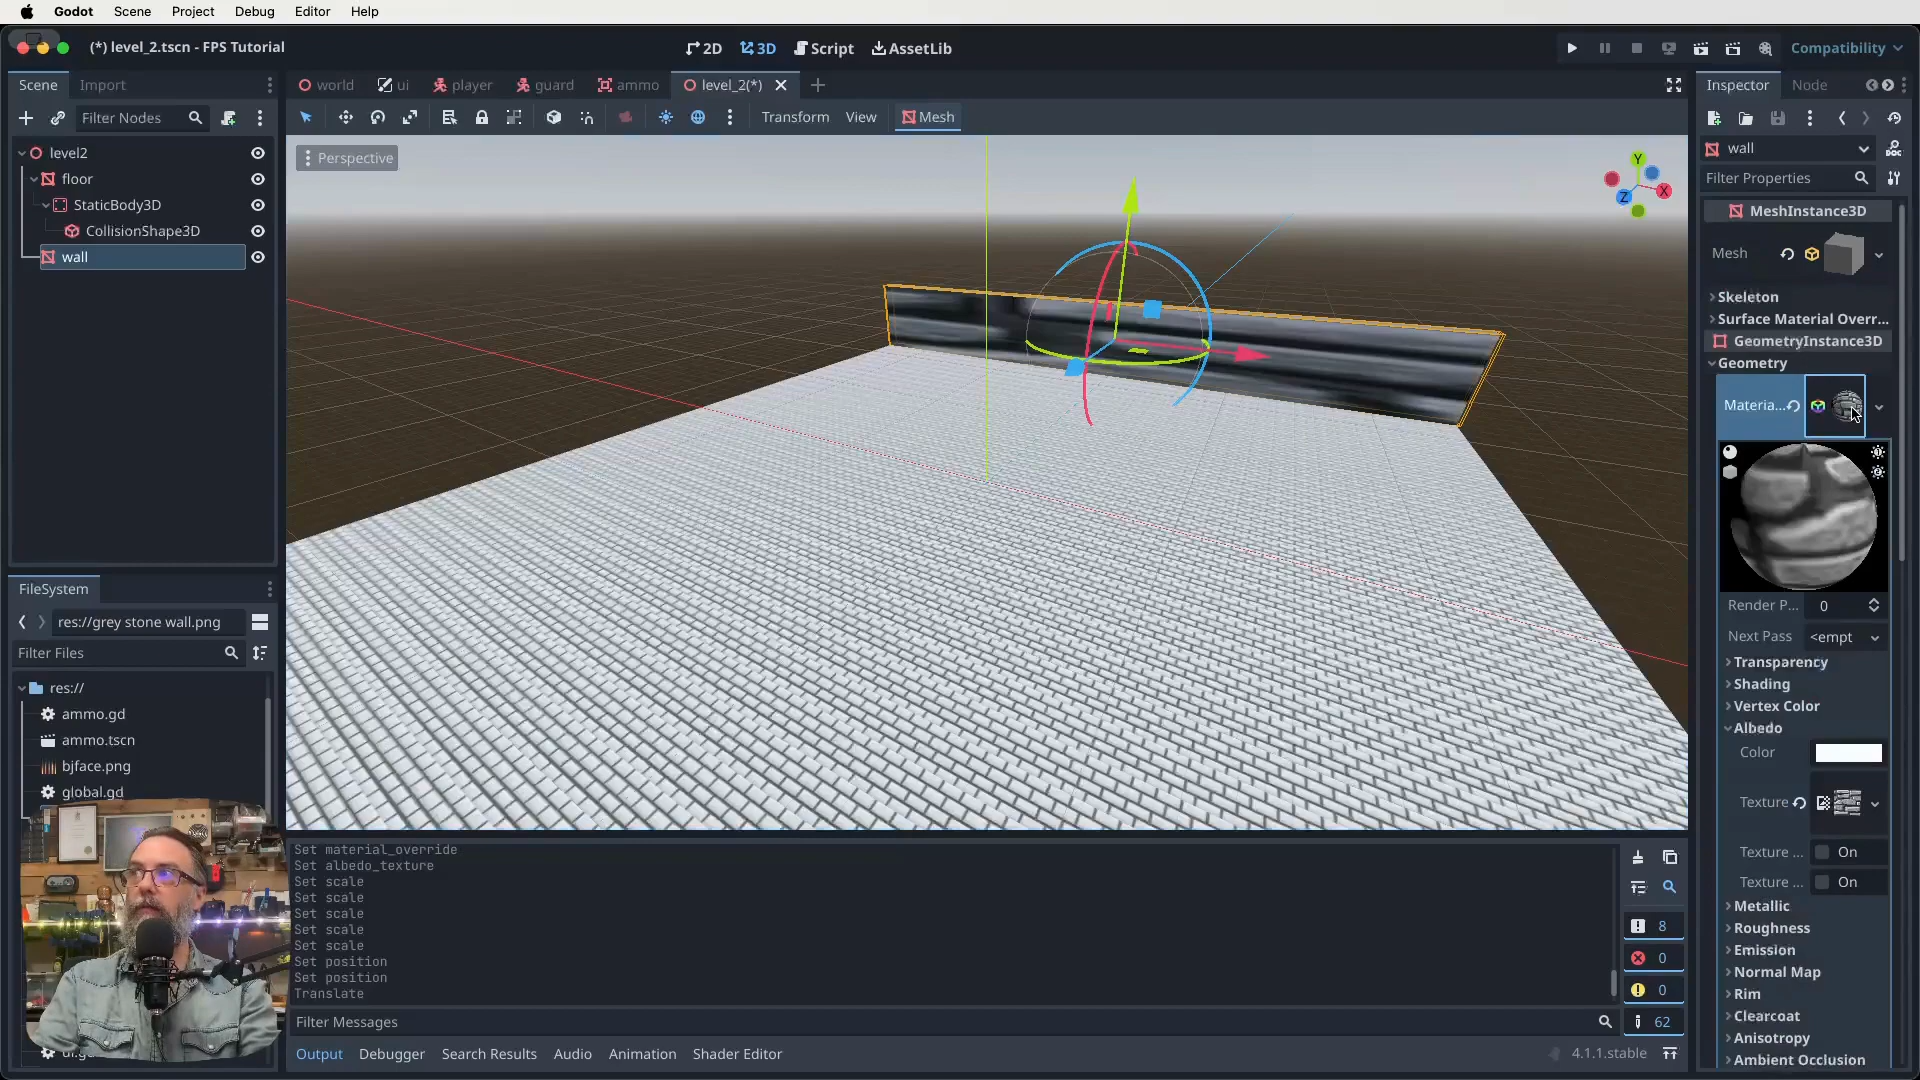 Godot Scene Project Debug Editor Help
(*) level_2.tscn - FPS Tutorial
2D 3D Script AssetLib
Compatibility
Scene Import
world ui player guard ammo level_2(*)
Inspector Node
Filter Nodes
Transform View Mesh
level2
floor
StaticBody3D
CollisionShape3D
wall
Perspective
Y
X
Z
wall
Filter Properties
MeshInstance3D
Mesh
Skeleton
Surface Material Overr...
GeometryInstance3D
Geometry
Materia...
Render P... 0
Next Pass <empt
Transparency
Shading
Vertex Color
Albedo
Color
Texture
Texture ... On
Texture ... On
Metallic
Roughness
Emission
Normal Map
Rim
Clearcoat
Anisotropy
Ambient Occlusion
FileSystem
res://grey stone wall.png
Filter Files
res://
ammo.gd
ammo.tscn
bjface.png
global.gd
Set material_override
Set albedo_texture
Set scale
Set scale
Set scale
Set scale
Set scale
Set position
Set position
Translate
8
0
0
62
Filter Messages
Output Debugger Search Results Audio Animation Shader Editor
4.1.1.stable